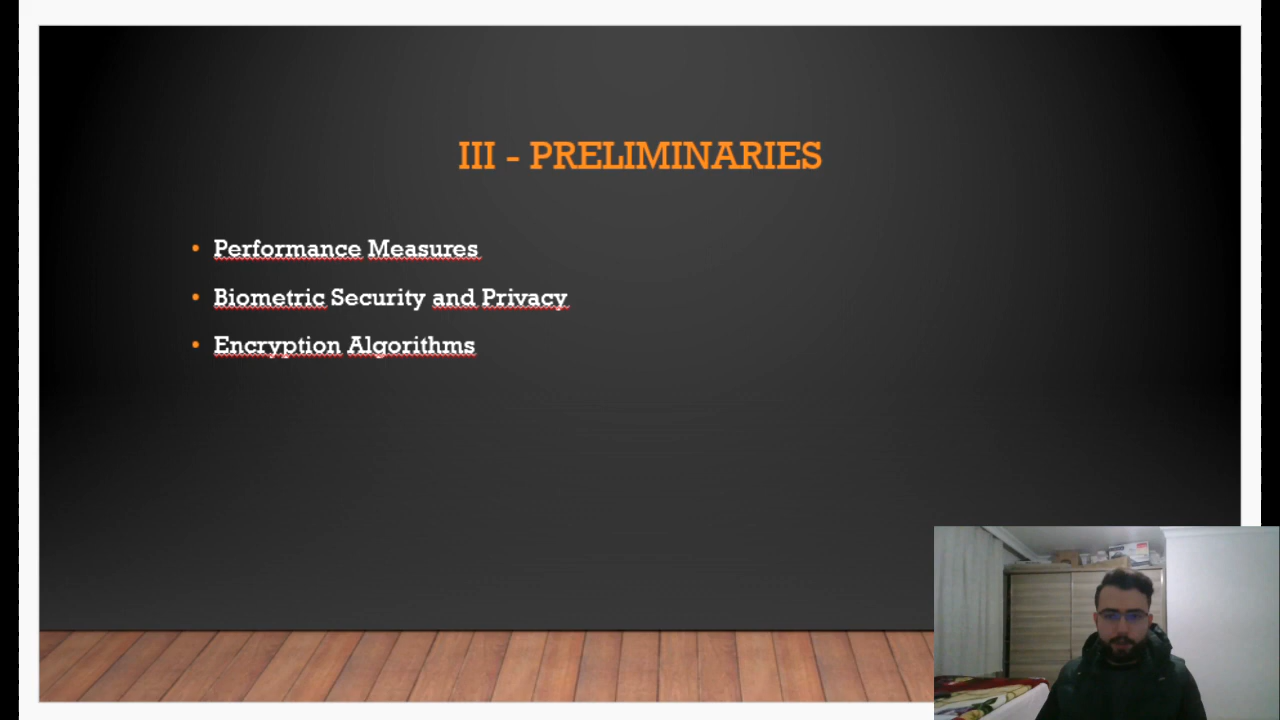 III - PRELIMINARIES
Performance Measures
Biometric Security and Privacy
Encryption Algorithms